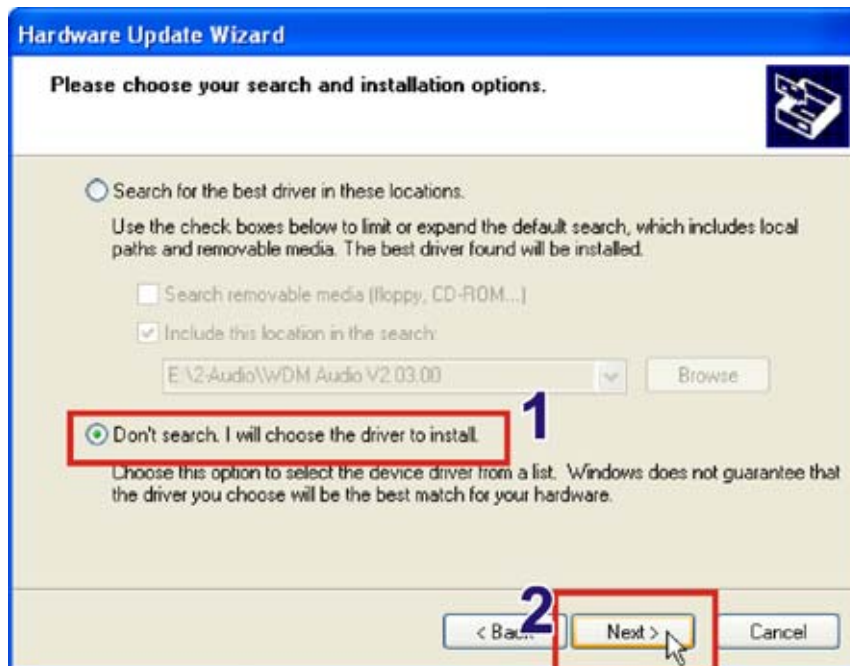 Hardware Update Wizard
Please choose your search and installation options.
Search for the best driver in these locations.
Use the check boxes below to limit or expand the default search, which includes local
paths and removable media. The best driver found will be installed.
Search removable media (floppy, CD-ROM...)
Include this location in the search:
E:\2-Audio\WDM Audio V2.03.00
Browse
1
Don't search. I will choose the driver to install.
Choose this option to select the device driver from a list. Windows does not guarantee that
the driver you choose will be the best match for your hardware.
2
< Back
Next >
Cancel